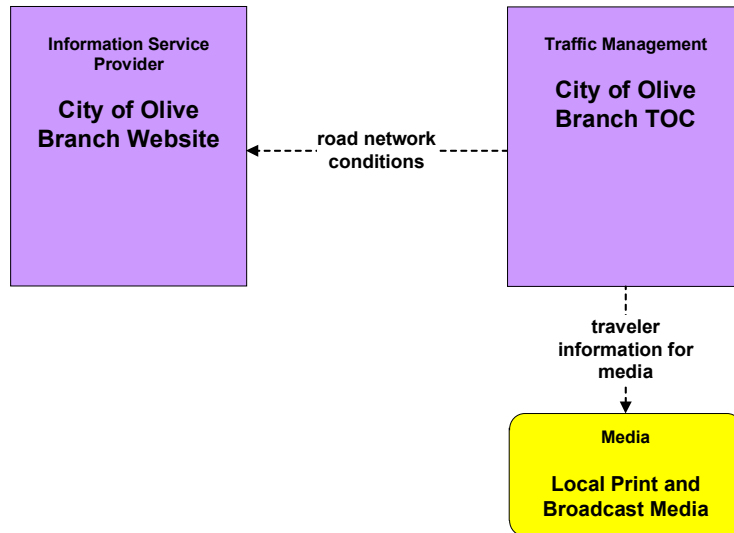 Information Service
Provider
City of Olive
Branch Website
road network
conditions
Traffic Management
City of Olive
Branch TOC
traveler
information for
media
Media
Local Print and
Broadcast Media